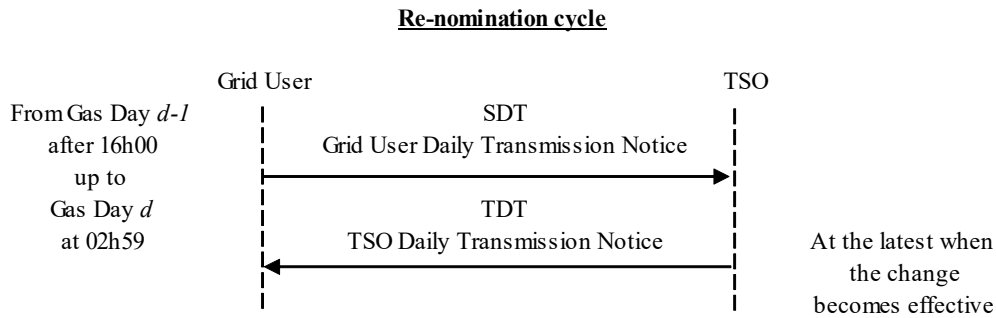 Re-nomination cycle
Grid User
TSO
From Gas Day d-1
after 16h00
up to
Gas Day d
at 02h59
SDT
Grid User Daily Transmission Notice
TDT
TSO Daily Transmission Notice
At the latest when
the change
becomes effective